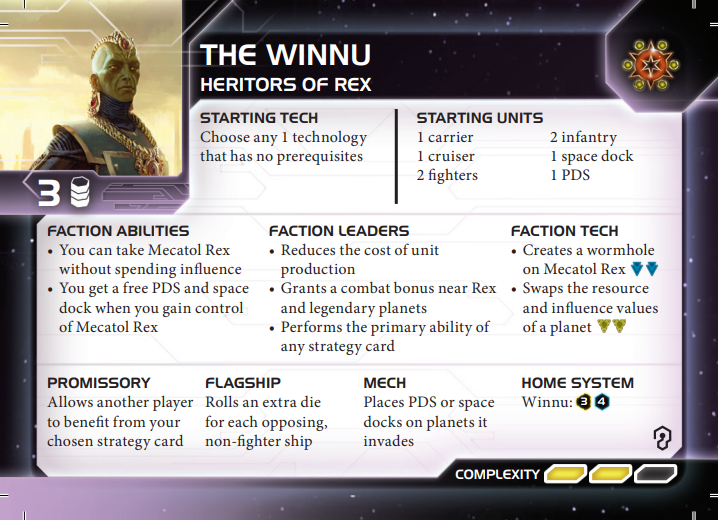 THE WINNU
HERITORS OF REX
3
STARTING TECH
Choose any 1 technology
that has no prerequisites
STARTING UNITS
1 carrier
1 cruiser
2 fighters
2 infantry
1 space dock
1 PDS
FACTION ABILITIES
• You can take Mecatol Rex
without spending influence
• You get a free PDS and space
dock when you gain control
of Mecatol Rex
FACTION LEADERS
• Reduces the cost of unit
production
• Grants a combat bonus near Rex
and legendary planets
• Performs the primary ability of
any strategy card
FACTION TECH
• Creates a wormhole
on Mecatol Rex
• Swaps the resource
and influence values
of a planet
PROMISSORY
Allows another player
to benefit from your
chosen strategy card
FLAGSHIP
Rolls an extra die
for each opposing,
non-fighter ship
MECH
Places PDS or space
docks on planets it
invades
HOME SYSTEM
Winnu: 3 4
COMPLEXITY